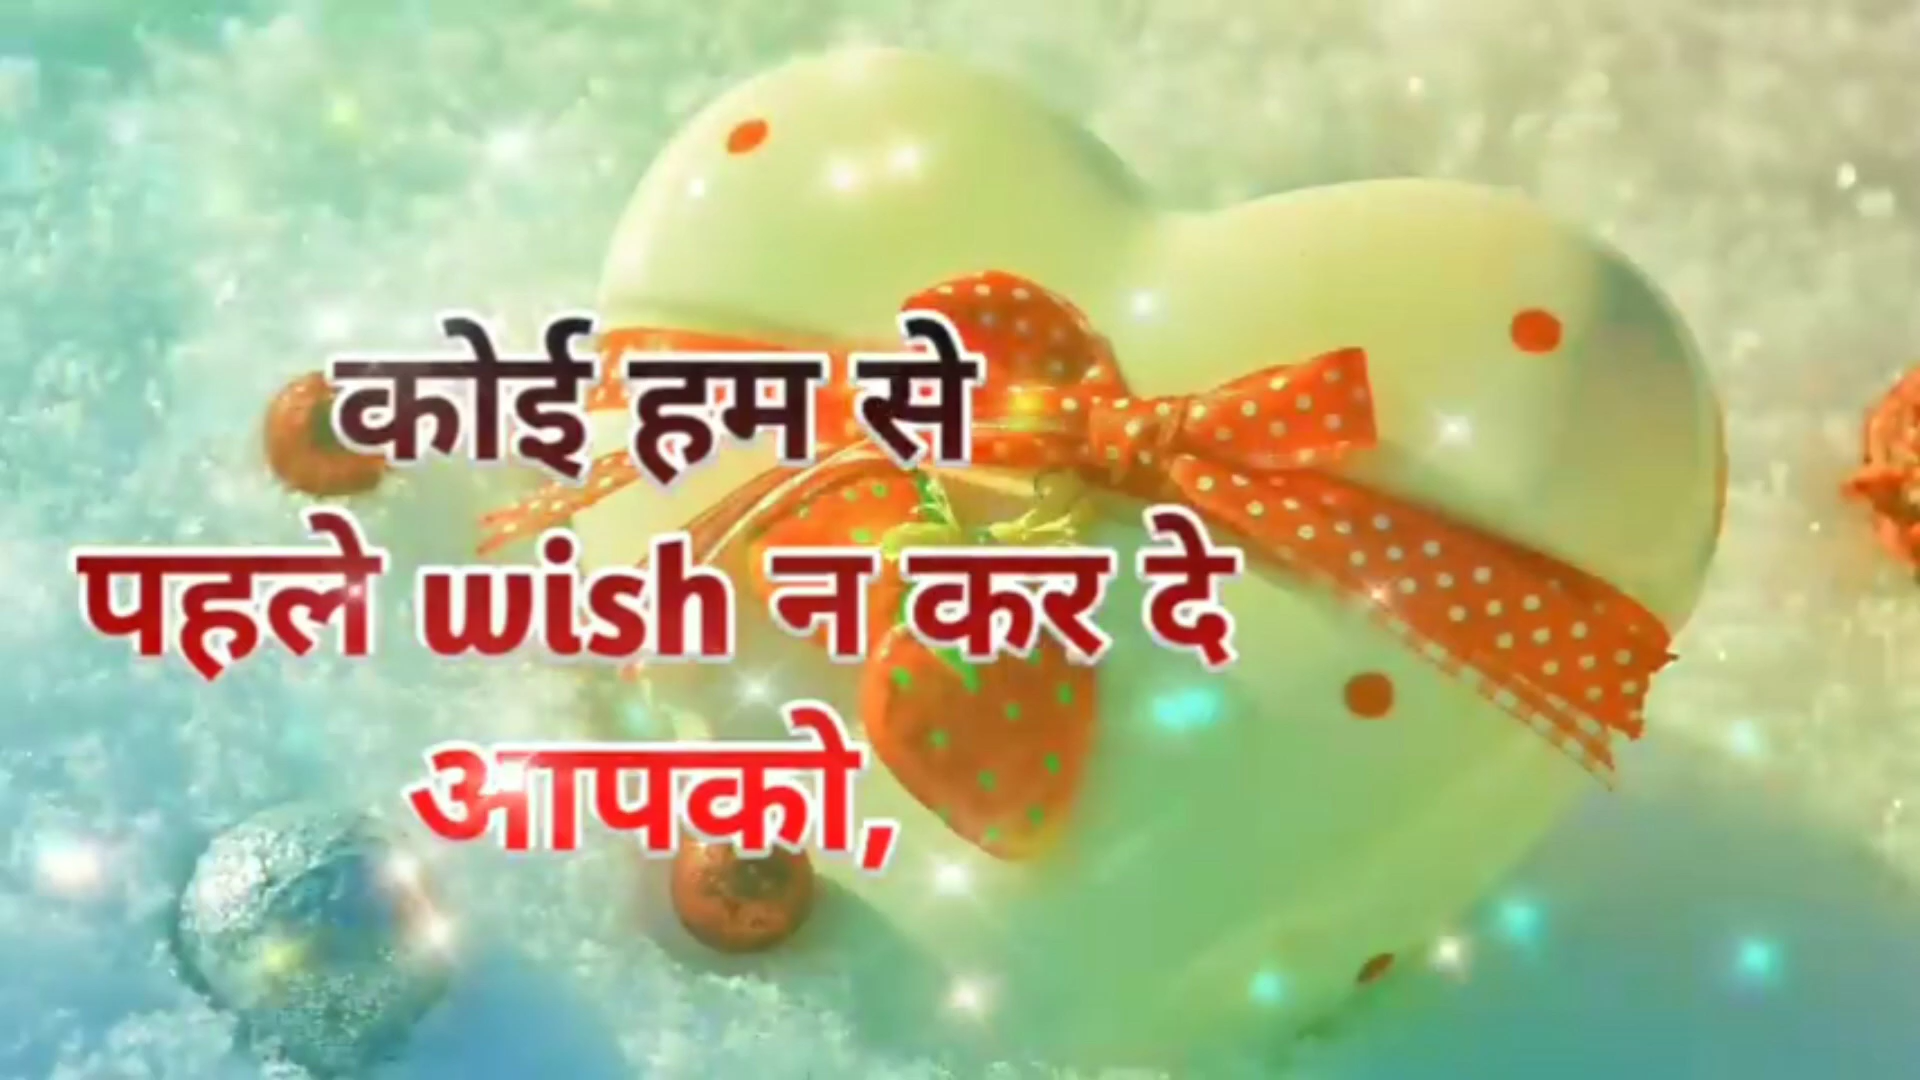 कोई हम से
पहले wish न कर दे
आपको,